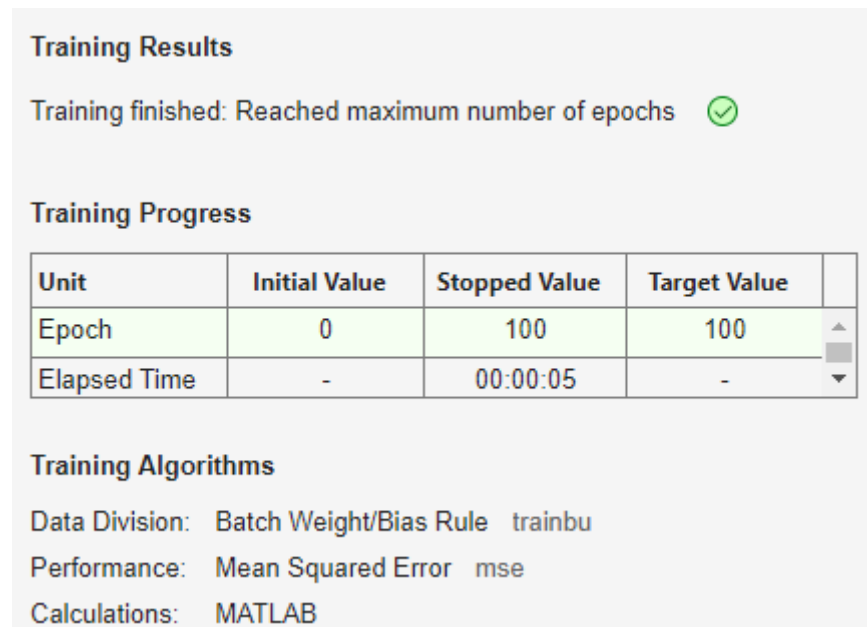 Training Results
Training finished: Reached maximum number of epochs
Training Progress
Unit Initial Value Stopped Value Target Value
Epoch 0 100 100
Elapsed Time - 00:00:05 -
Training Algorithms
Data Division: Batch Weight/Bias Rule trainbu
Performance: Mean Squared Error mse
Calculations: MATLAB